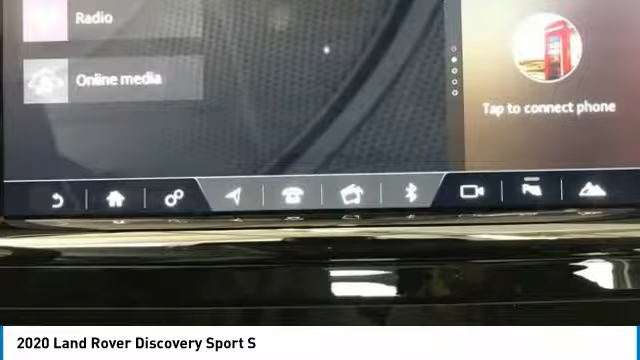 Radio
Online media
Tap to connect phone
2020 Land Rover Discovery Sport S